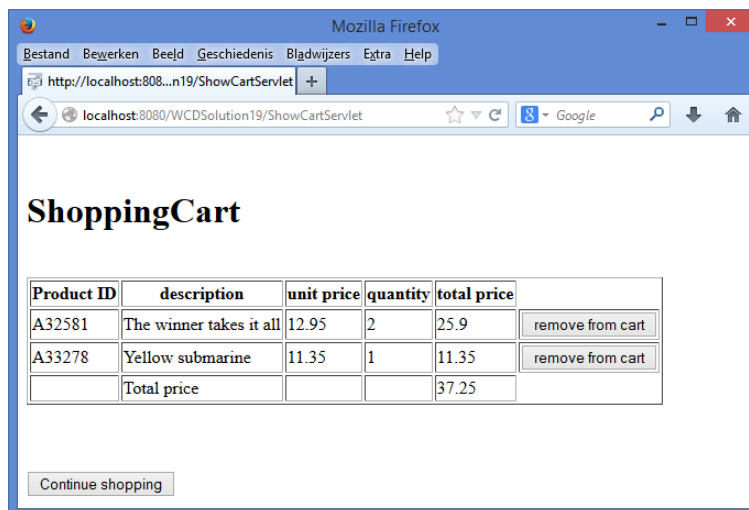 Mozilla Firefox
Bestand Bewerken Beeld Geschiedenis Bladwijzers Extra Help
http://localhost:808...n19/ShowCartServlet +
localhost:8080/WCDSolution19/ShowCartServlet 8 Google
ShoppingCart
Product ID description unit price quantity total price
A32581 The winner takes it all 12.95 2 25.9 remove from cart
A33278 Yellow submarine 11.35 1 11.35 remove from cart
Total price 37.25
Continue shopping